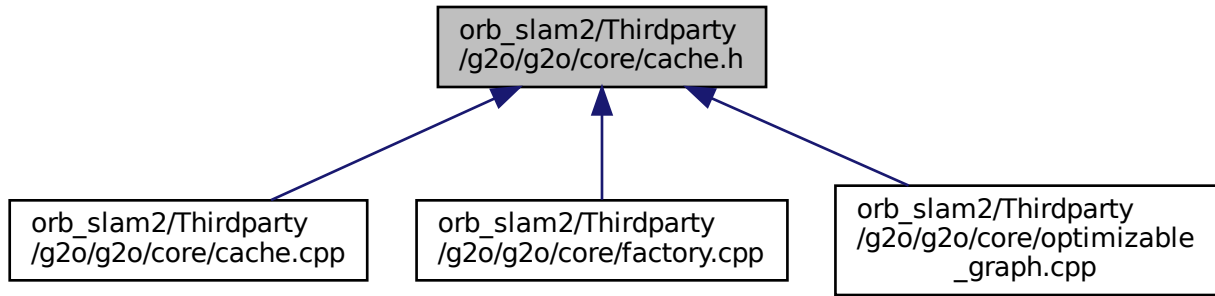 orb_slam2/Thirdparty
/g2o/g2o/core/cache.h
orb_slam2/Thirdparty
/g2o/g2o/core/cache.cpp
orb_slam2/Thirdparty
/g2o/g2o/core/factory.cpp
orb_slam2/Thirdparty
/g2o/g2o/core/optimizable
_graph.cpp